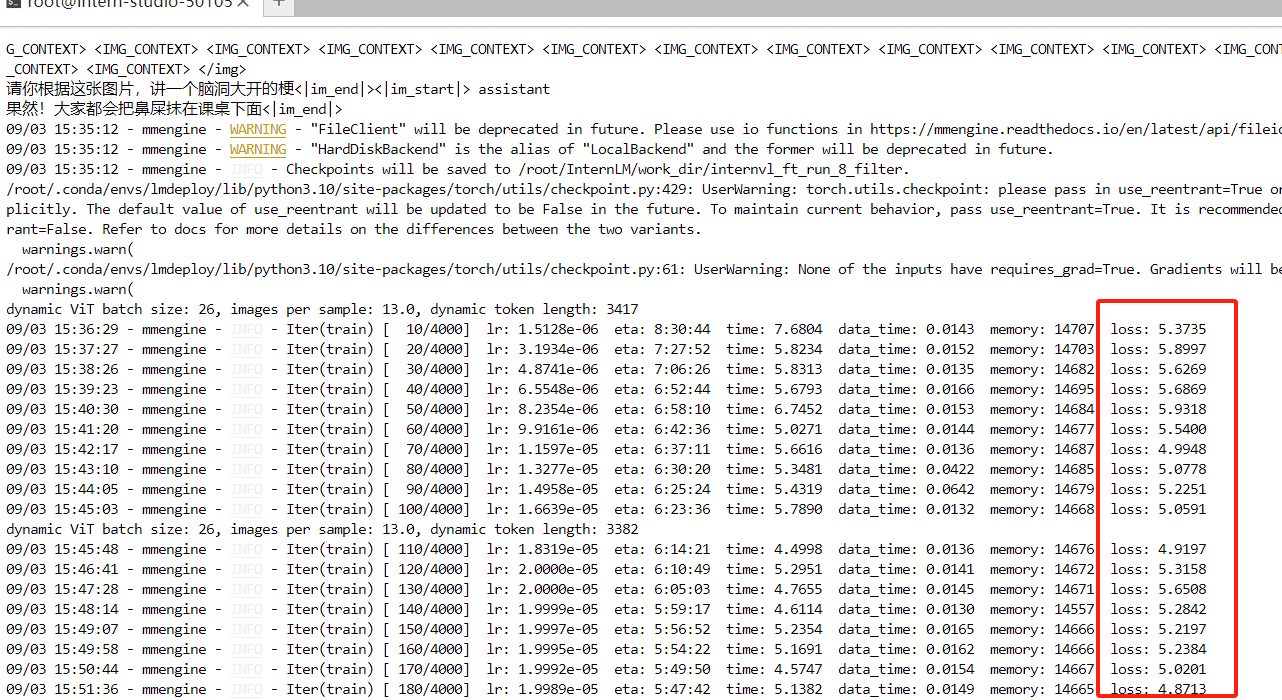 root@intern-studio-50105
G_CONTEXT> <IMG_CONTEXT> <IMG_CONTEXT> <IMG_CONTEXT> <IMG_CONTEXT> <IMG_CONTEXT> <IMG_CONTEXT> <IMG_CONTEXT> <IMG_CONTEXT> <IMG_CONTEXT> <IMG_CONTEXT> <IMG_CONT
_CONTEXT> <IMG_CONTEXT> </img>
请你根据这张图片，讲一个脑洞大开的梗<|im_end|><|im_start|> assistant
果然！大家都会把鼻屎抹在课桌下面<|im_end|>
09/03 15:35:12 - mmengine - WARNING - "FileClient" will be deprecated in future. Please use io functions in https://mmengine.readthedocs.io/en/latest/api/fileio
09/03 15:35:12 - mmengine - WARNING - "HardDiskBackend" is the alias of "LocalBackend" and the former will be deprecated in future.
09/03 15:35:12 - mmengine - INFO - Checkpoints will be saved to /root/InternLM/work_dir/internvl_ft_run_8_filter.
/root/.conda/envs/lmdeploy/lib/python3.10/site-packages/torch/utils/checkpoint.py:429: UserWarning: torch.utils.checkpoint: please pass in use_reentrant=True or
plicitly. The default value of use_reentrant will be updated to be False in the future. To maintain current behavior, pass use_reentrant=True. It is recommended
rant=False. Refer to docs for more details on the differences between the two variants.
warnings.warn(
/root/.conda/envs/lmdeploy/lib/python3.10/site-packages/torch/utils/checkpoint.py:61: UserWarning: None of the inputs have requires_grad=True. Gradients will be
warnings.warn(
dynamic ViT batch size: 26, images per sample: 13.0, dynamic token length: 3417
09/03 15:36:29 - mmengine - INFO - Iter(train) [ 10/4000] lr: 1.5128e-06 eta: 8:30:44 time: 7.6804 data_time: 0.0143 memory: 14707 loss: 5.3735
09/03 15:37:27 - mmengine - INFO - Iter(train) [ 20/4000] lr: 3.1934e-06 eta: 7:27:52 time: 5.8234 data_time: 0.0152 memory: 14703 loss: 5.8997
09/03 15:38:26 - mmengine - INFO - Iter(train) [ 30/4000] lr: 4.8741e-06 eta: 7:06:26 time: 5.8313 data_time: 0.0135 memory: 14682 loss: 5.6269
09/03 15:39:23 - mmengine - INFO - Iter(train) [ 40/4000] lr: 6.5548e-06 eta: 6:52:44 time: 5.6793 data_time: 0.0166 memory: 14695 loss: 5.6869
09/03 15:40:30 - mmengine - INFO - Iter(train) [ 50/4000] lr: 8.2354e-06 eta: 6:58:10 time: 6.7452 data_time: 0.0153 memory: 14684 loss: 5.9318
09/03 15:41:20 - mmengine - INFO - Iter(train) [ 60/4000] lr: 9.9161e-06 eta: 6:42:36 time: 5.0271 data_time: 0.0144 memory: 14677 loss: 5.5400
09/03 15:42:17 - mmengine - INFO - Iter(train) [ 70/4000] lr: 1.1597e-05 eta: 6:37:11 time: 5.6616 data_time: 0.0136 memory: 14687 loss: 4.9948
09/03 15:43:10 - mmengine - INFO - Iter(train) [ 80/4000] lr: 1.3277e-05 eta: 6:30:20 time: 5.3481 data_time: 0.0422 memory: 14685 loss: 5.0778
09/03 15:44:05 - mmengine - INFO - Iter(train) [ 90/4000] lr: 1.4958e-05 eta: 6:25:24 time: 5.4319 data_time: 0.0642 memory: 14679 loss: 5.2251
09/03 15:45:03 - mmengine - INFO - Iter(train) [ 100/4000] lr: 1.6639e-05 eta: 6:23:36 time: 5.7890 data_time: 0.0132 memory: 14668 loss: 5.0591
dynamic ViT batch size: 26, images per sample: 13.0, dynamic token length: 3382
09/03 15:45:48 - mmengine - INFO - Iter(train) [ 110/4000] lr: 1.8319e-05 eta: 6:14:21 time: 4.4998 data_time: 0.0136 memory: 14676 loss: 4.9197
09/03 15:46:41 - mmengine - INFO - Iter(train) [ 120/4000] lr: 2.0000e-05 eta: 6:10:49 time: 5.2951 data_time: 0.0141 memory: 14672 loss: 5.3158
09/03 15:47:28 - mmengine - INFO - Iter(train) [ 130/4000] lr: 2.0000e-05 eta: 6:05:03 time: 4.7655 data_time: 0.0145 memory: 14671 loss: 5.6508
09/03 15:48:14 - mmengine - INFO - Iter(train) [ 140/4000] lr: 1.9999e-05 eta: 5:59:17 time: 4.6114 data_time: 0.0130 memory: 14557 loss: 5.2842
09/03 15:49:07 - mmengine - INFO - Iter(train) [ 150/4000] lr: 1.9997e-05 eta: 5:56:52 time: 5.2354 data_time: 0.0165 memory: 14666 loss: 5.2197
09/03 15:49:58 - mmengine - INFO - Iter(train) [ 160/4000] lr: 1.9995e-05 eta: 5:54:22 time: 5.1691 data_time: 0.0162 memory: 14666 loss: 5.2384
09/03 15:50:44 - mmengine - INFO - Iter(train) [ 170/4000] lr: 1.9992e-05 eta: 5:49:50 time: 4.5747 data_time: 0.0154 memory: 14667 loss: 5.0201
09/03 15:51:36 - mmengine - INFO - Iter(train) [ 180/4000] lr: 1.9989e-05 eta: 5:47:42 time: 5.1382 data_time: 0.0149 memory: 14665 loss: 4.8713